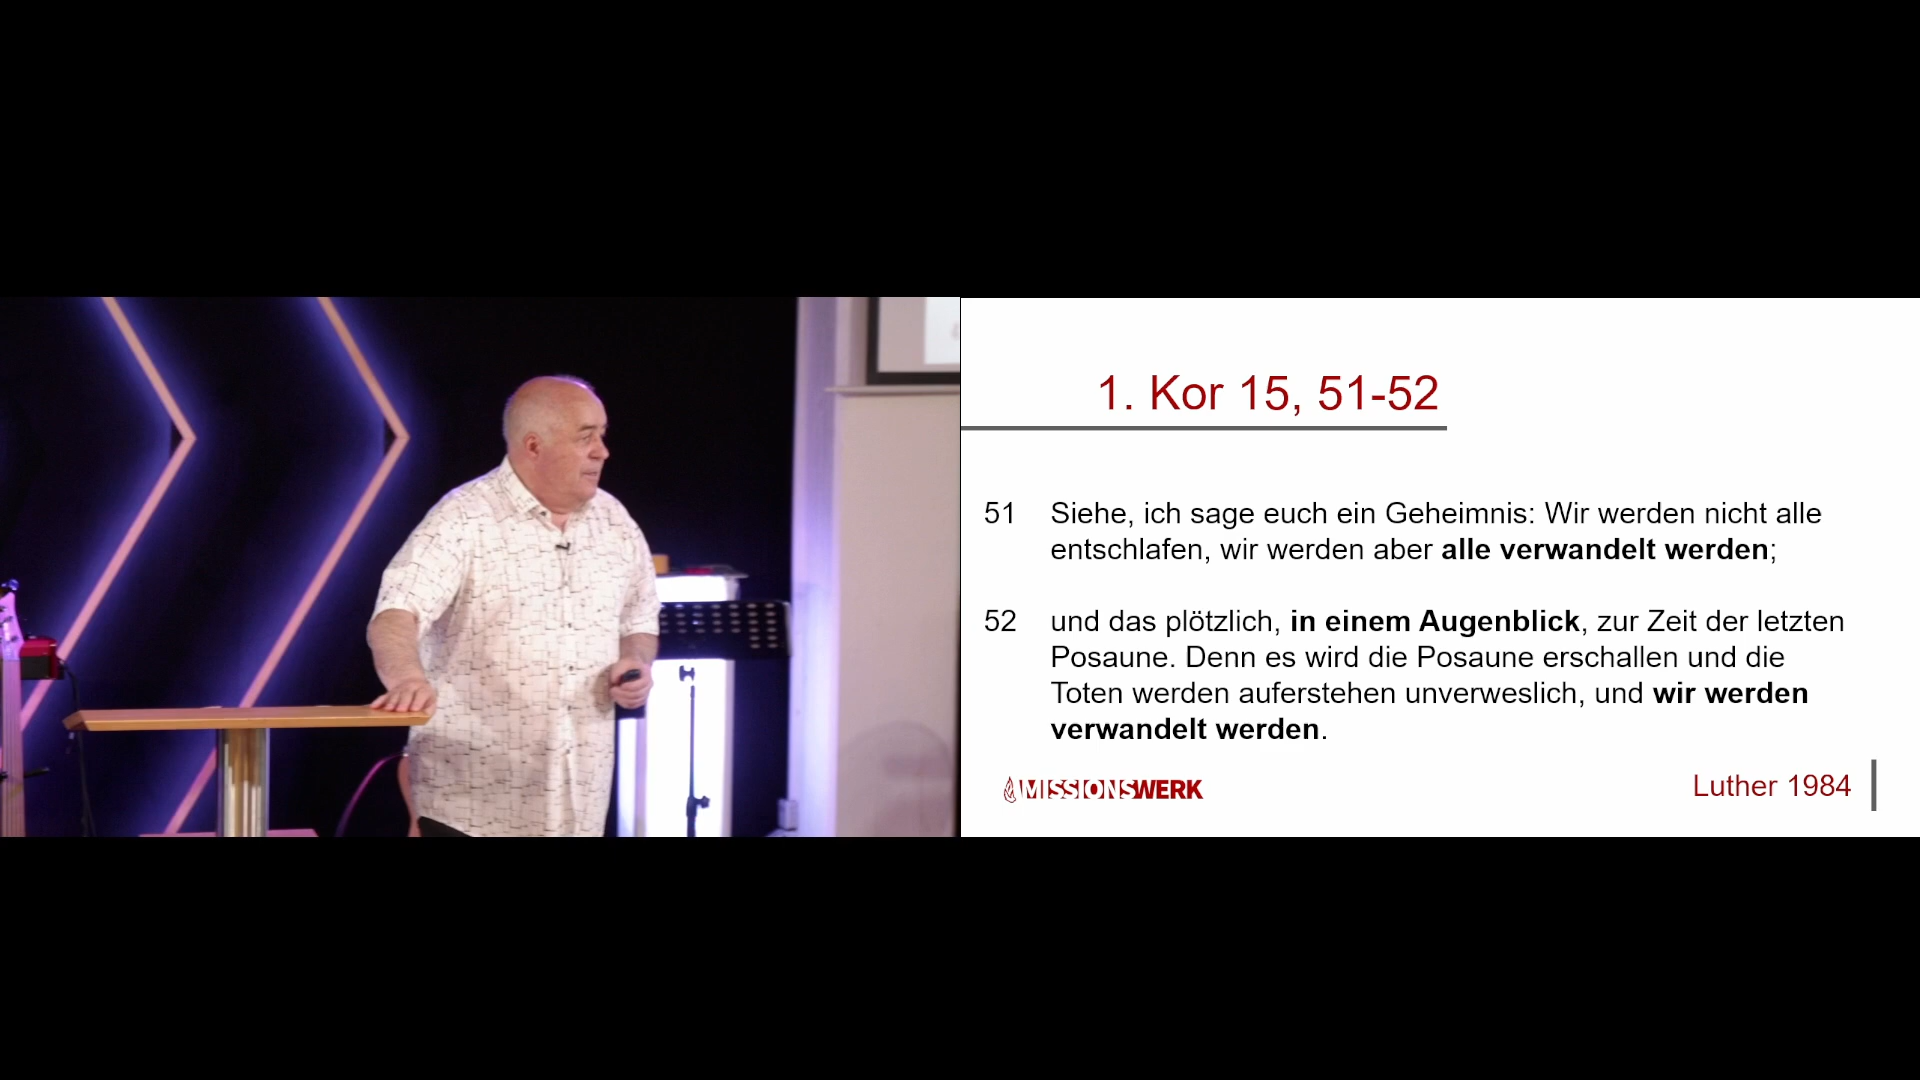 1. Kor 15, 51-52
51 Siehe, ich sage euch ein Geheimnis: Wir werden nicht alle
entschlafen, wir werden aber alle verwandelt werden;
52 und das plötzlich, in einem Augenblick, zur Zeit der letzten
Posaune. Denn es wird die Posaune erschallen und die
Toten werden auferstehen unverweslich, und wir werden
verwandelt werden.
MISSIONSWERK
Luther 1984